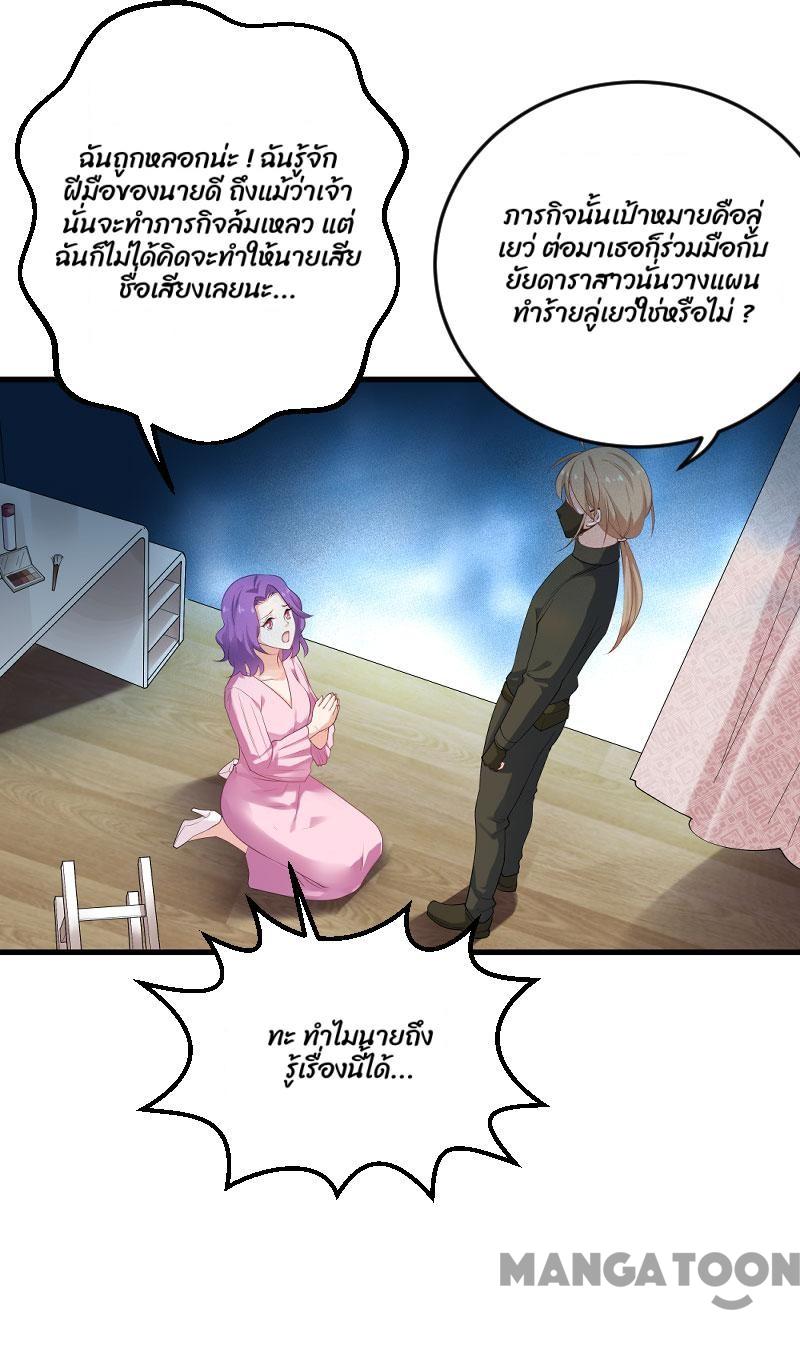 ฉันถูกหลอกน่ะ ! ฉันรู้จัก
ฝีมือของนายดี ถึงแม้ว่าเจ้า
นั่นจะทำภารกิจล้มเหลว แต่
ฉันก็ไม่ได้คิดจะทำให้นายเสีย
ชื่อเสียงเลยนะ...
ภารกิจนั้นเป้าหมายคือลู่
เยว่ ต่อมาเธอก็ร่วมมือกับ
ยัยดาราสาวนั่นวางแผน
ทำร้ายลู่เยว่ใช่หรือไม่ ?
ทะ ทำไมนายถึง
รู้เรื่องนี้ได้...
MANGATOON